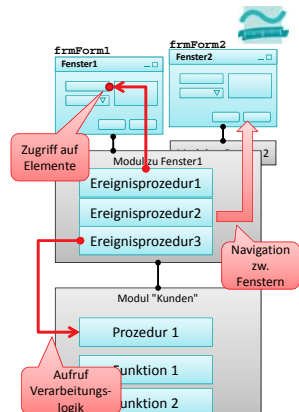 frmForm1
frmForm2
Fenster1
Fenster2
Zugriff auf
Elemente
Modul zu Fenster1
2
Ereignisprozedur1
Ereignisprozedur2
Ereignisprozedur3
Navigation
zw.
Fenstern
Modul "Kunden"
Prozedur 1
Aufruf
Verarbeitungs-
logik
unktion 1
unktion 2